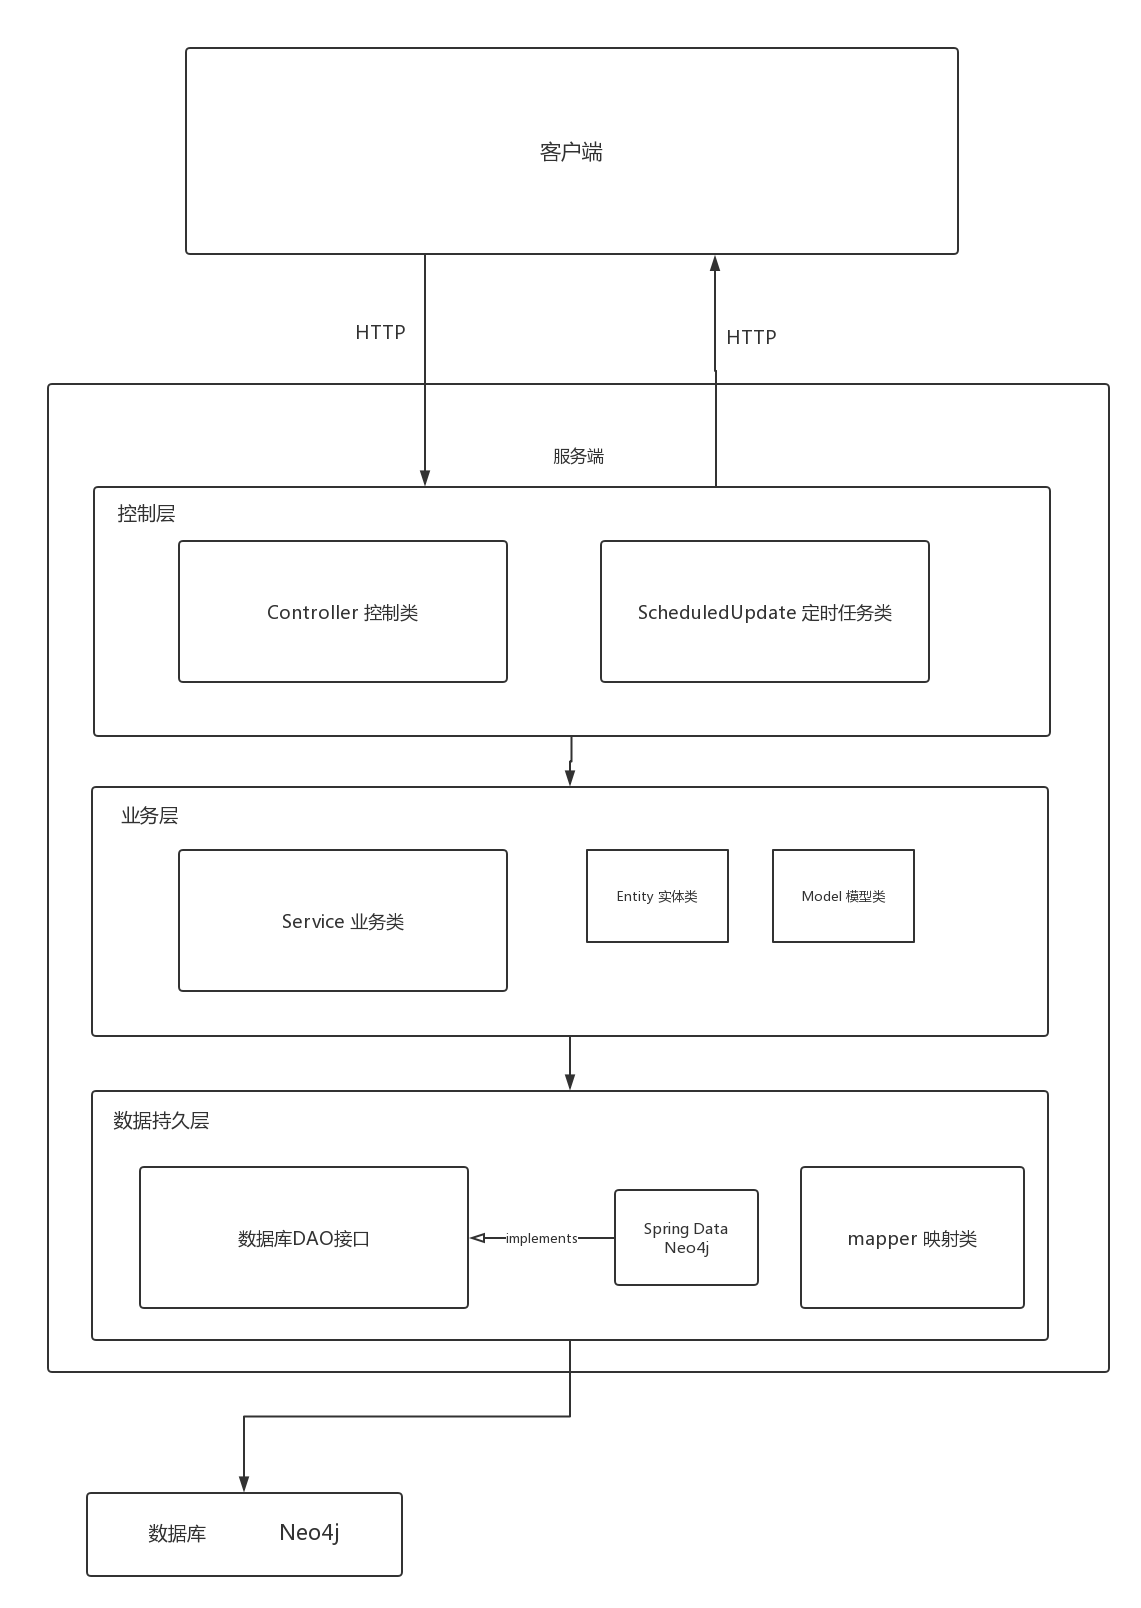 客户端
HTTP
HTTP
服务端
控制层
Controller 控制类
ScheduledUpdate 定时任务类
业务层
Service 业务类
Entity 实体类
Model 模型类
数据持久层
数据库DAO接口
implements
Spring Data
Neo4j
mapper 映射类
数据库
Neo4j